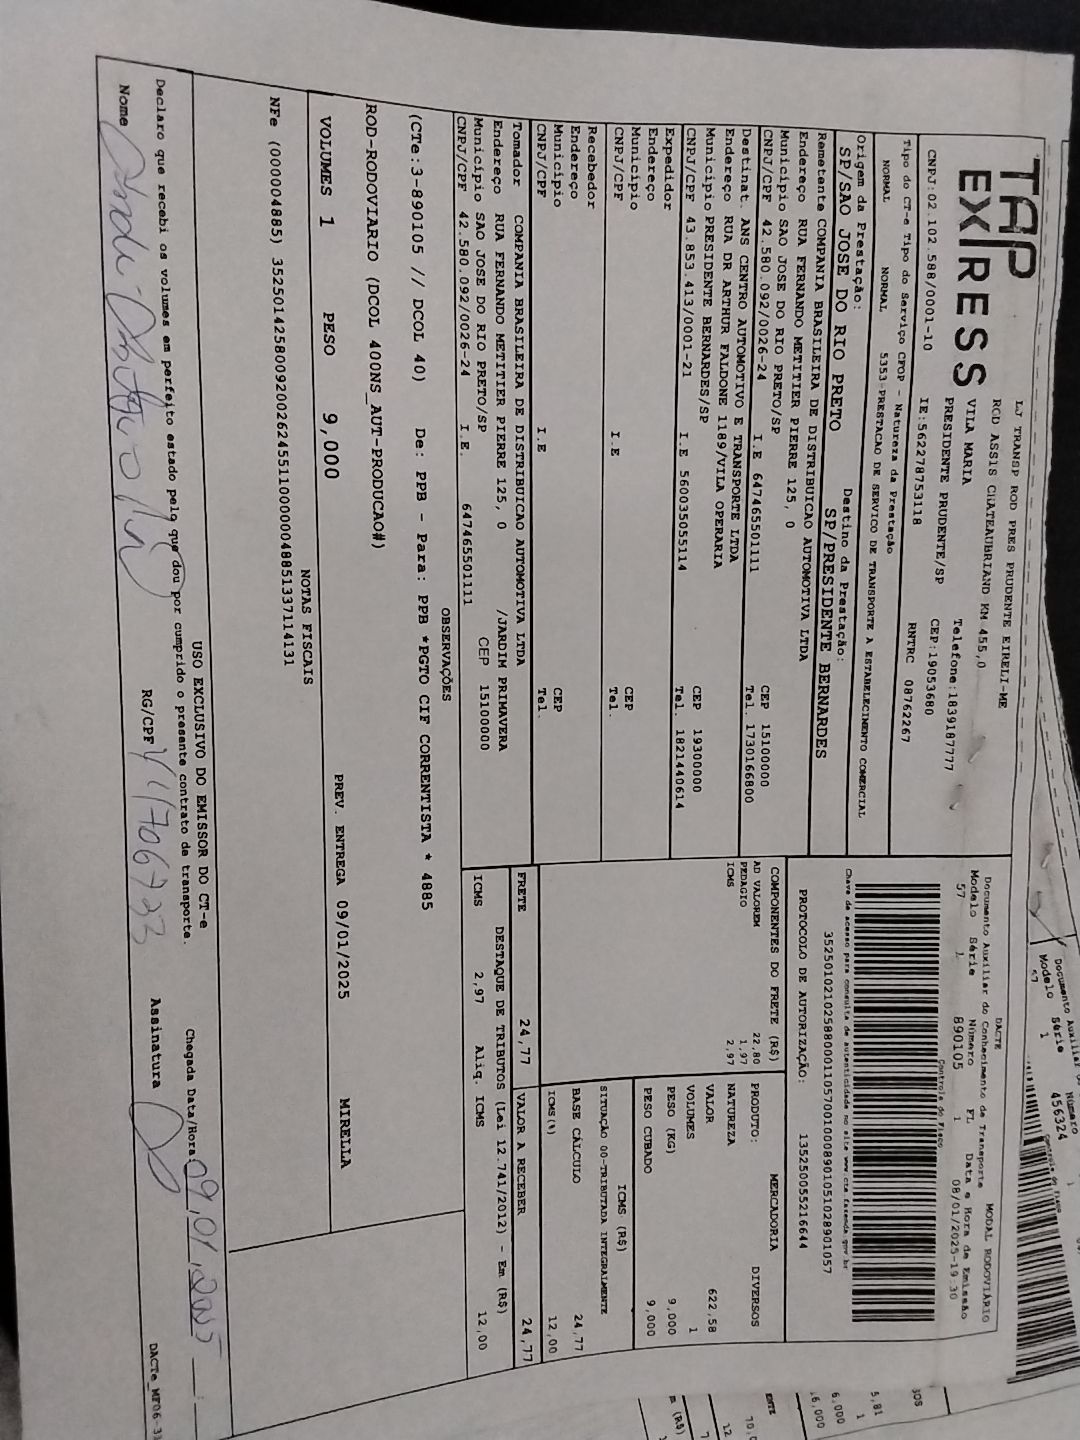 TAP EXPRESS
LJ TRANSP ROD PRES PRUDENTE EIRELI-ME
ROD ASSIS CHATEAUBRIAND KM 455,0
VILA MARIA Telefone:1839187777
PRESIDENTE PRUDENTE/SP CEP:19053680
CNPJ:02.102.588/0001-10 IE:562278753118 RNTRC 08762267
Tipo do CT-e Tipo do Serviço CFOP - Natureza da Prestação
NORMAL NORMAL 5353-PRESTACAO DE SERVICO DE TRANSPORTE A ESTABELECIMENTO COMERCIAL
Origem da Prestação: Destino da Prestação:
SP/SAO JOSE DO RIO PRETO SP/PRESIDENTE BERNARDES
Remetente COMPANIA BRASILEIRA DE DISTRIBUICAO AUTOMOTIVA LTDA
Endereço RUA FERNANDO METITIER PIERRE 125, 0
Municipio SAO JOSE DO RIO PRETO/SP CEP 15100000
CNPJ/CPF 42.580.092/0026-24 I.E 647465501111 Tel. 1730166800
Destinat. ANS CENTRO AUTOMOTIVO E TRANSPORTE LTDA
Endereço RUA DR ARTHUR FALDONE 1189/VILA OPERARIA
Municipio PRESIDENTE BERNARDES/SP CEP 19300000
CNPJ/CPF 43.853.413/0001-21 I.E 560035055114 Tel. 1821440614
Expedidor
Endereço
Municipio CEP
CNPJ/CPF I.E Tel.
Recebedor
Endereço
Municipio CEP
CNPJ/CPF I.E Tel.
Tomador COMPANIA BRASILEIRA DE DISTRIBUICAO AUTOMOTIVA LTDA
Endereço RUA FERNANDO METITIER PIERRE 125, 0 /JARDIM PRIMAVERA
Municipio SAO JOSE DO RIO PRETO/SP CEP 15100000
CNPJ/CPF 42.580.092/0026-24 I.E. 647465501111
DACTE MODAL RODOVIÁRIO
Documento Auxiliar do Conhecimento de Transporte
Modelo Série Número FL Data e Hora de Emissão
57 1 890105 1 08/01/2025-19:30
Controle do Fisco
Chave de acesso para consulta de autenticidade no site www.cte.fazenda.gov.br
35250102102588000110570010008901051028901057
PROTOCOLO DE AUTORIZAÇÃO: 135250055216644
COMPONENTES DO FRETE (R$)
AD VALOREM 22,80
PEDAGIO 1,97
ICMS 2,97
MERCADORIA
PRODUTO: DIVERSOS
NATUREZA
VALOR 622,58
VOLUMES 1
PESO (KG) 9,000
PESO CUBADO 9,000
ICMS (R$)
SITUAÇÃO 00-TRIBUTADA INTEGRALMENTE
BASE CÁLCULO 24,77
ICMS (%) 12,00
FRETE 24,77 VALOR A RECEBER 24,77
DESTAQUE DE TRIBUTOS (Lei 12.741/2012) - Em (R$)
ICMS 2,97 Aliq. ICMS 12,00
OBSERVAÇÕES
(CTe:3-890105 // DCOL 40) De: PPB - Para: PPB *PGTO CIF CORRENTISTA * 4885
ROD-RODOVIARIO (DCOL 400NS_AUT-PRODUCAO#)
VOLUMES 1 PESO 9,000 PREV. ENTREGA 09/01/2025 MIRELLA
NOTAS FISCAIS
NFe (000004885) 35250142580092002624551100000048851337114131
USO EXCLUSIVO DO EMISSOR DO CT-e
Declaro que recebi os volumes em perfeito estado pelo que dou por cumprido o presente contrato de transporte.
Chegada Data/Hora: 09,01,2025
Nome RG/CPF Assinatura
Documento Auxiliar
Modelo Série Número
57 1 456324